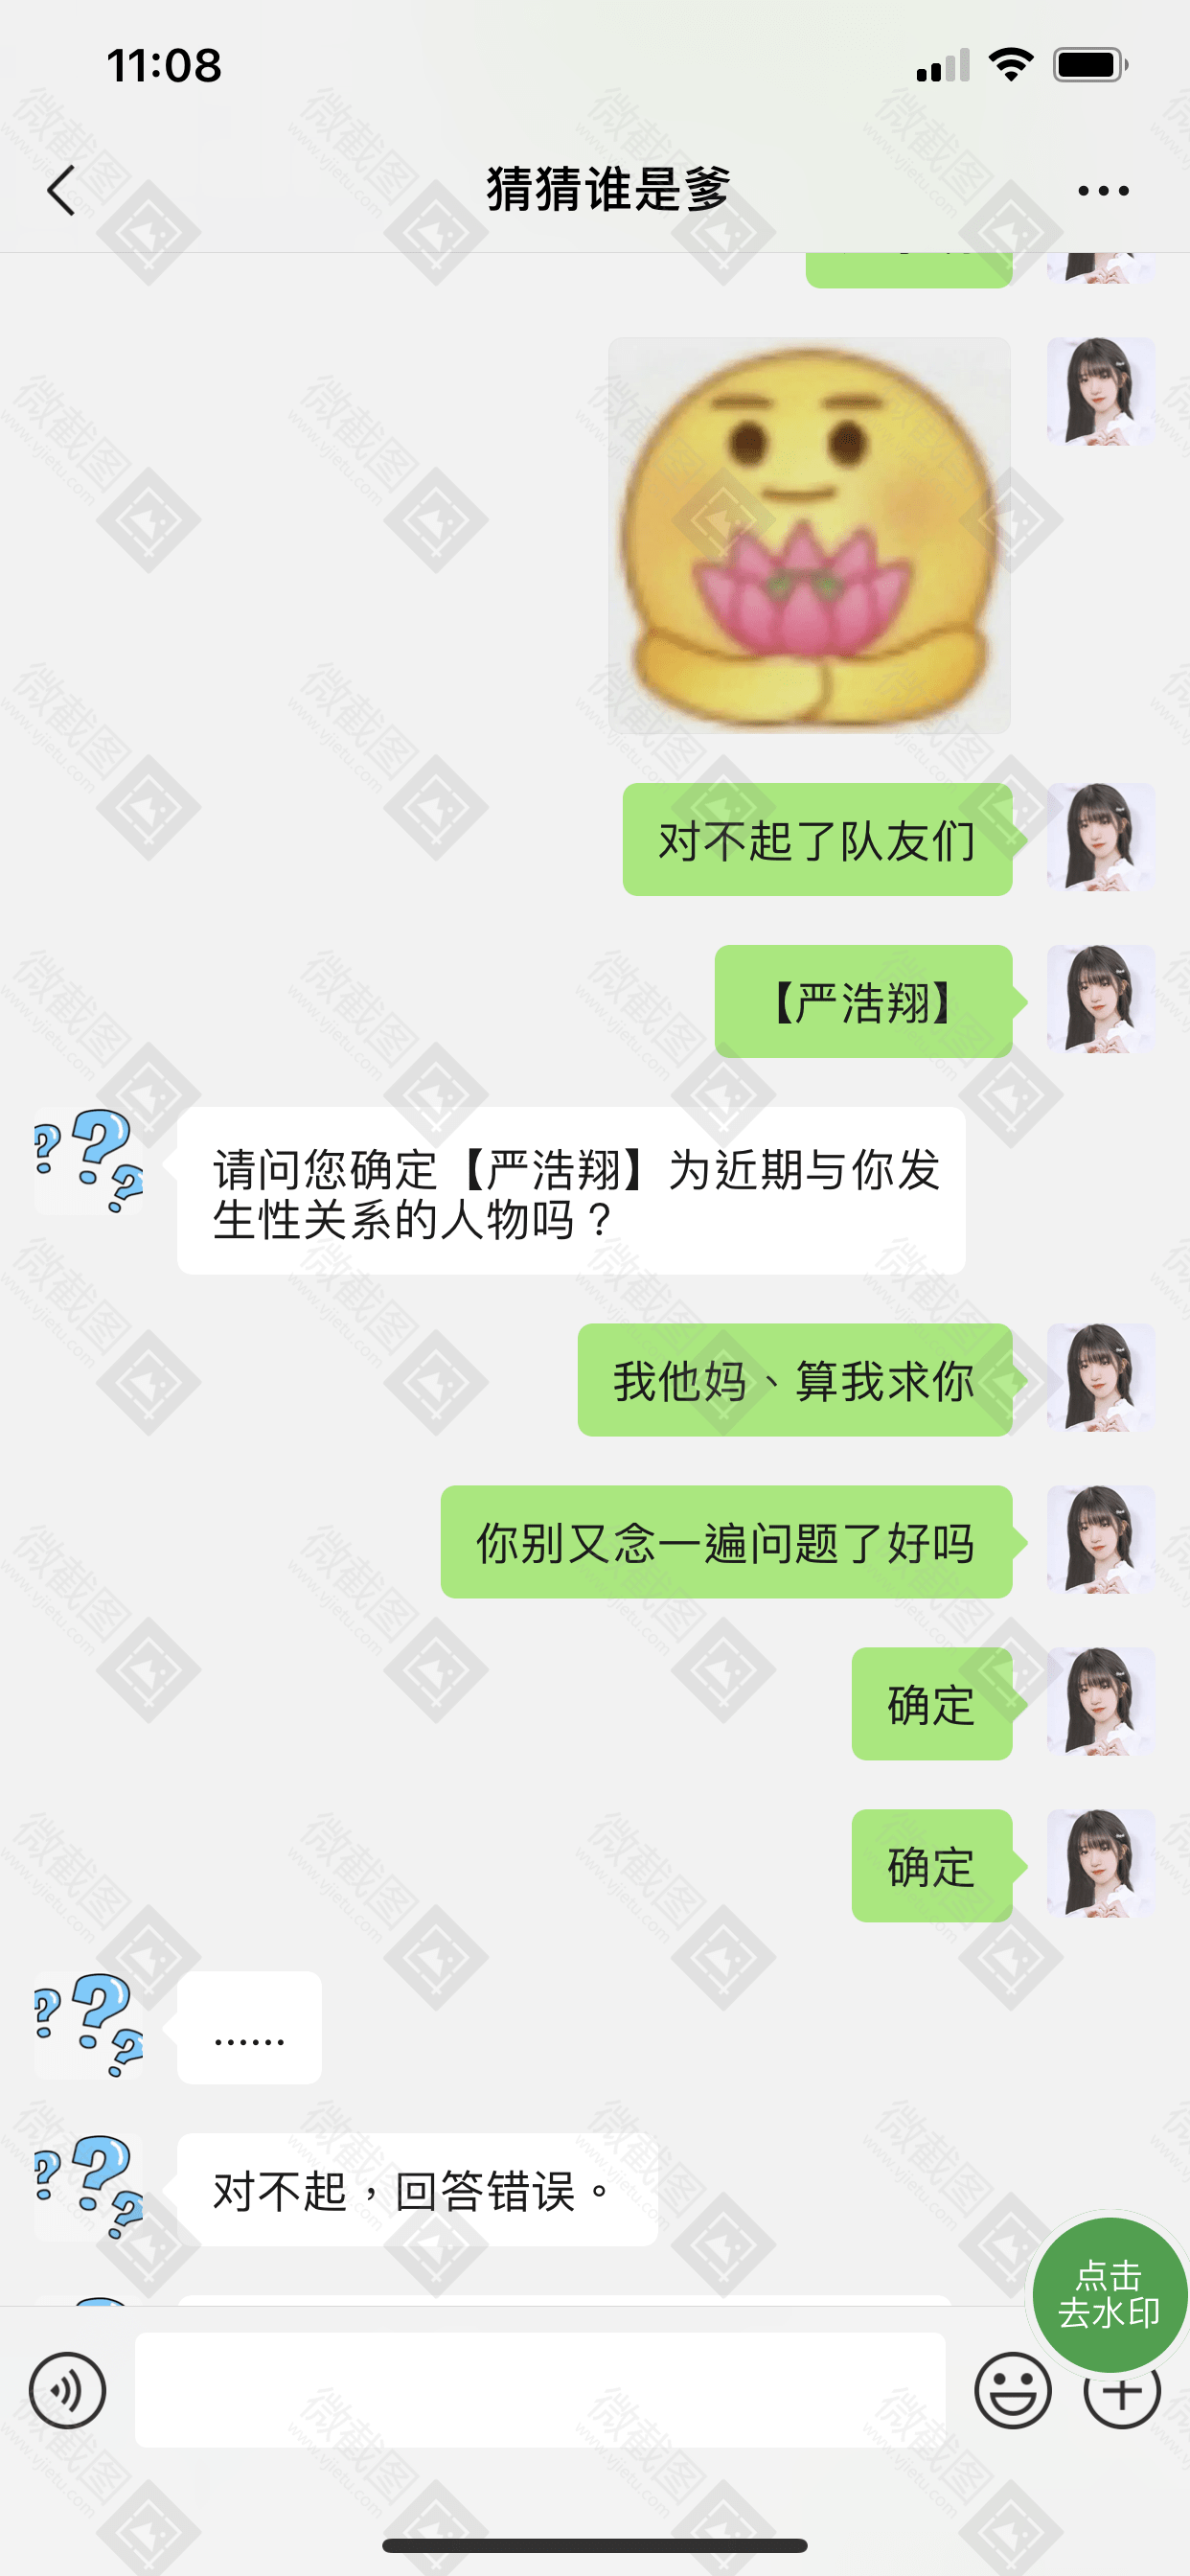 11:08
猜猜谁是爹
对不起了队友们
【严浩翔】
请问您确定【严浩翔】为近期与你发
生性关系的人物吗？
我他妈、算我求你
你别又念一遍问题了好吗
确定
确定
……
对不起，回答错误。
点击
去水印
微截图
www.vjietu.com